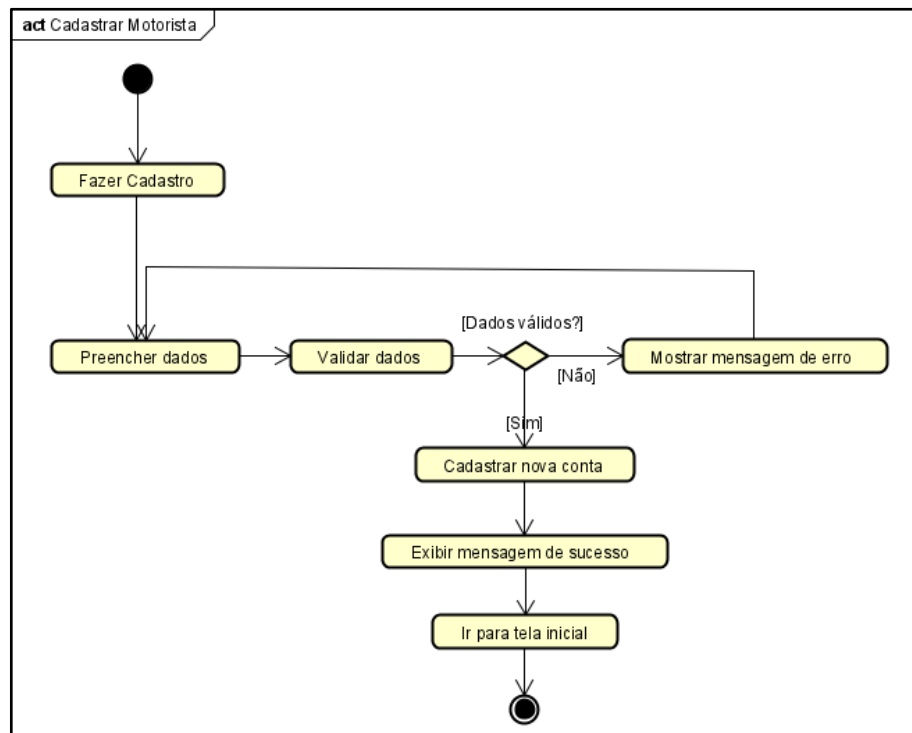 act Cadastrar Motorista
Fazer Cadastro
[Dados válidos?]
Preencher dados
Validar dados
Mostrar mensagem de erro
[Não]
[Sim]
Cadastrar nova conta
Exibir mensagem de sucesso
Ir para tela inicial